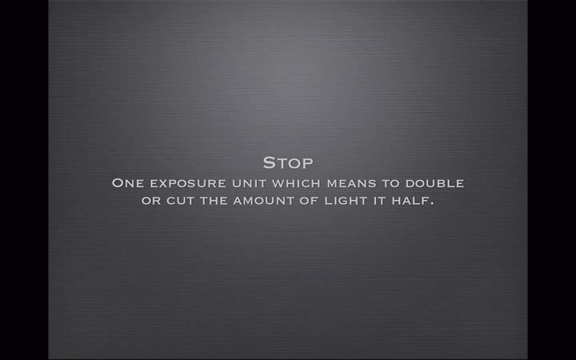 Stop
One exposure unit which means to double
or cut the amount of light it half.